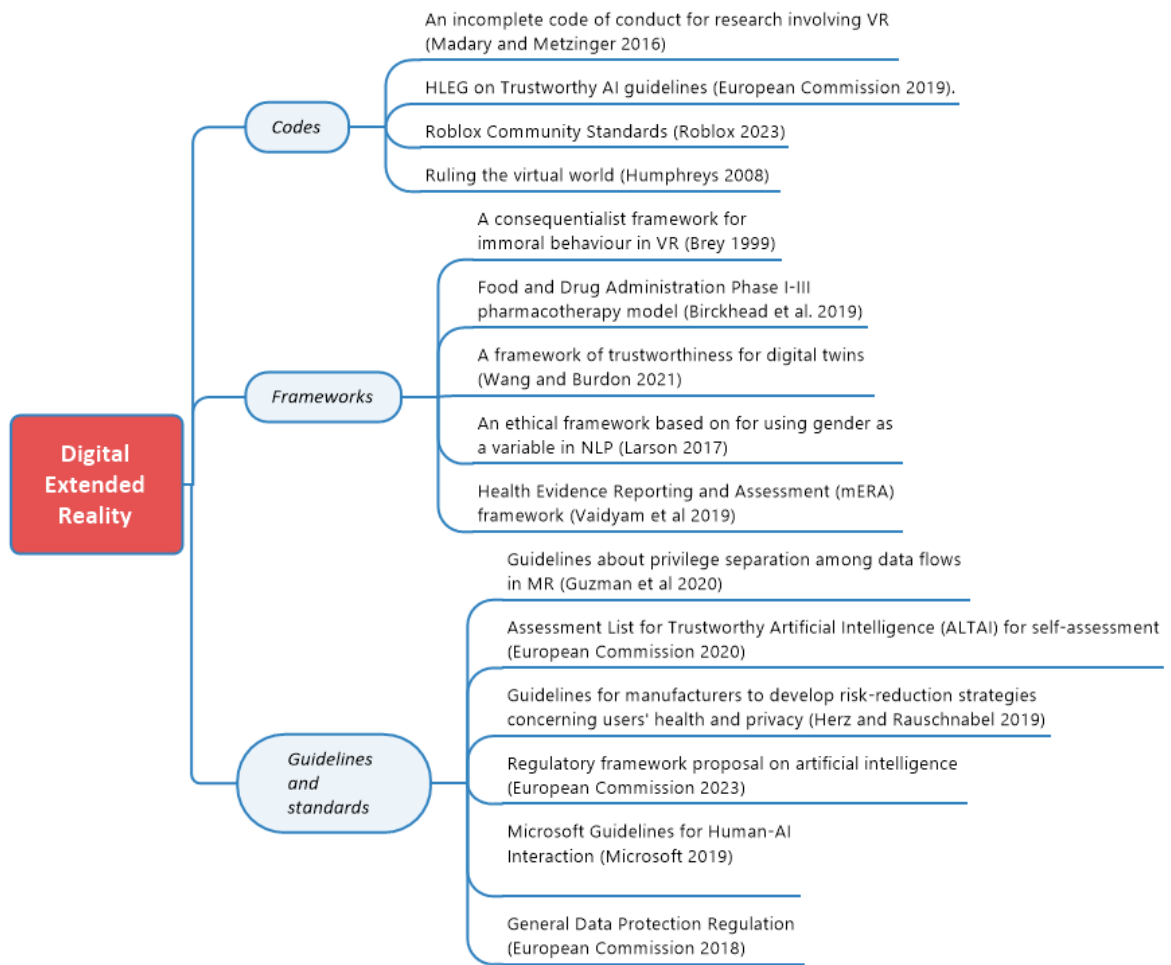 An incomplete code of conduct for research involving VR
(Madary and Metzinger 2016)
HLEG on Trustworthy AI guidelines (European Commission 2019).
Codes
Roblox Community Standards (Roblox 2023)
Ruling the virtual world (Humphreys 2008)
A consequentialist framework for
immoral behaviour in VR (Brey 1999)
Food and Drug Administration Phase I-III
pharmacotherapy model (Birckhead et al. 2019)
A framework of trustworthiness for digital twins
(Wang and Burdon 2021)
Frameworks
An ethical framework based on for using gender as
a variable in NLP (Larson 2017)
Health Evidence Reporting and Assessment (mERA)
framework (Vaidyam et al 2019)
Digital
Extended
Reality
Guidelines about privilege separation among data flows
in MR (Guzman et al 2020)
Assessment List for Trustworthy Artificial Intelligence (ALTAI) for self-assessment
(European Commission 2020)
Guidelines for manufacturers to develop risk-reduction strategies
concerning users' health and privacy (Herz and Rauschnabel 2019)
Guidelines
and
standards
Regulatory framework proposal on artificial intelligence
(European Commission 2023)
Microsoft Guidelines for Human-AI
Interaction (Microsoft 2019)
General Data Protection Regulation
(European Commission 2018)